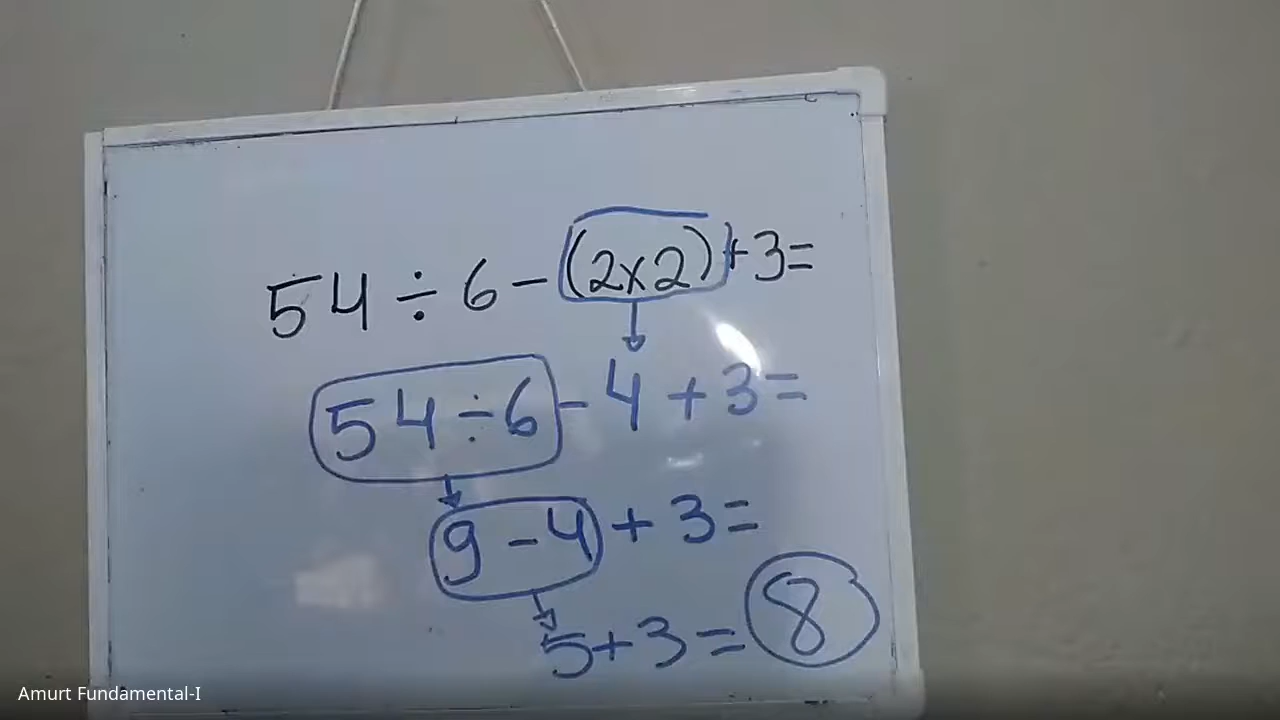 54 ÷ 6 - (2x2) + 3 =
54 ÷ 6 - 4 + 3 =
9 - 4 + 3 =
5 + 3 = 8
Amurt Fundamental-I